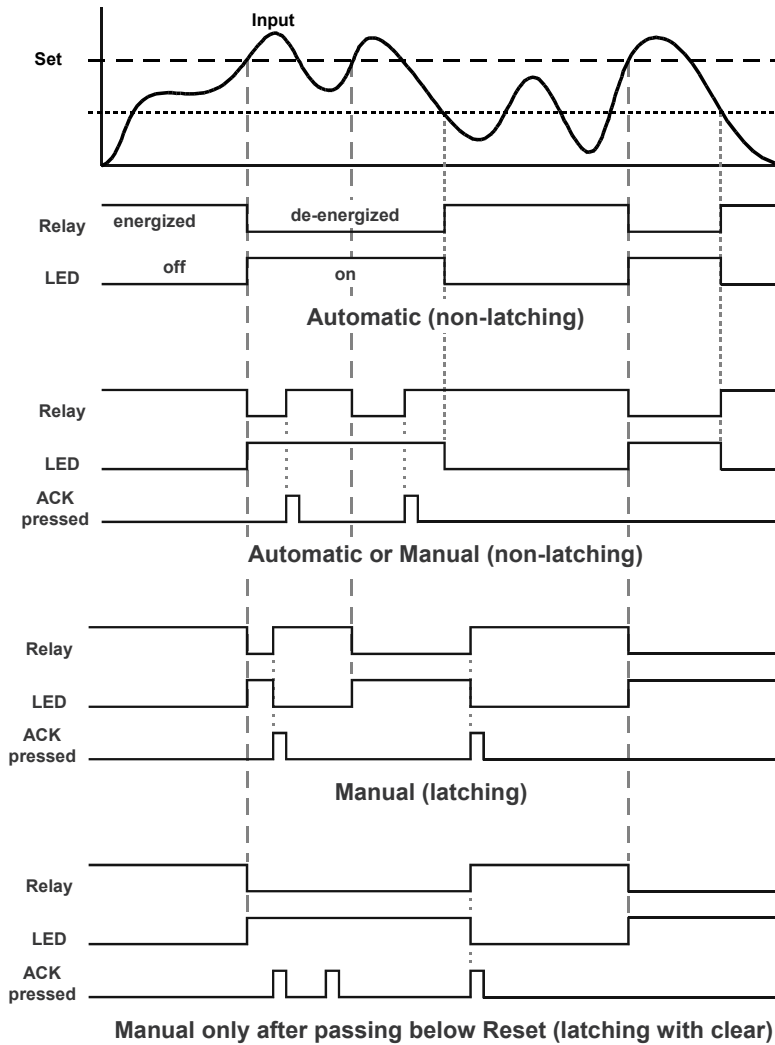 Input
Set
Relay
energized
de-energized
LED
off
on
Automatic (non-latching)
Relay
LED
ACK
pressed
Automatic or Manual (non-latching)
Relay
LED
ACK
pressed
Manual (latching)
Relay
LED
ACK
pressed
Manual only after passing below Reset (latching with clear)